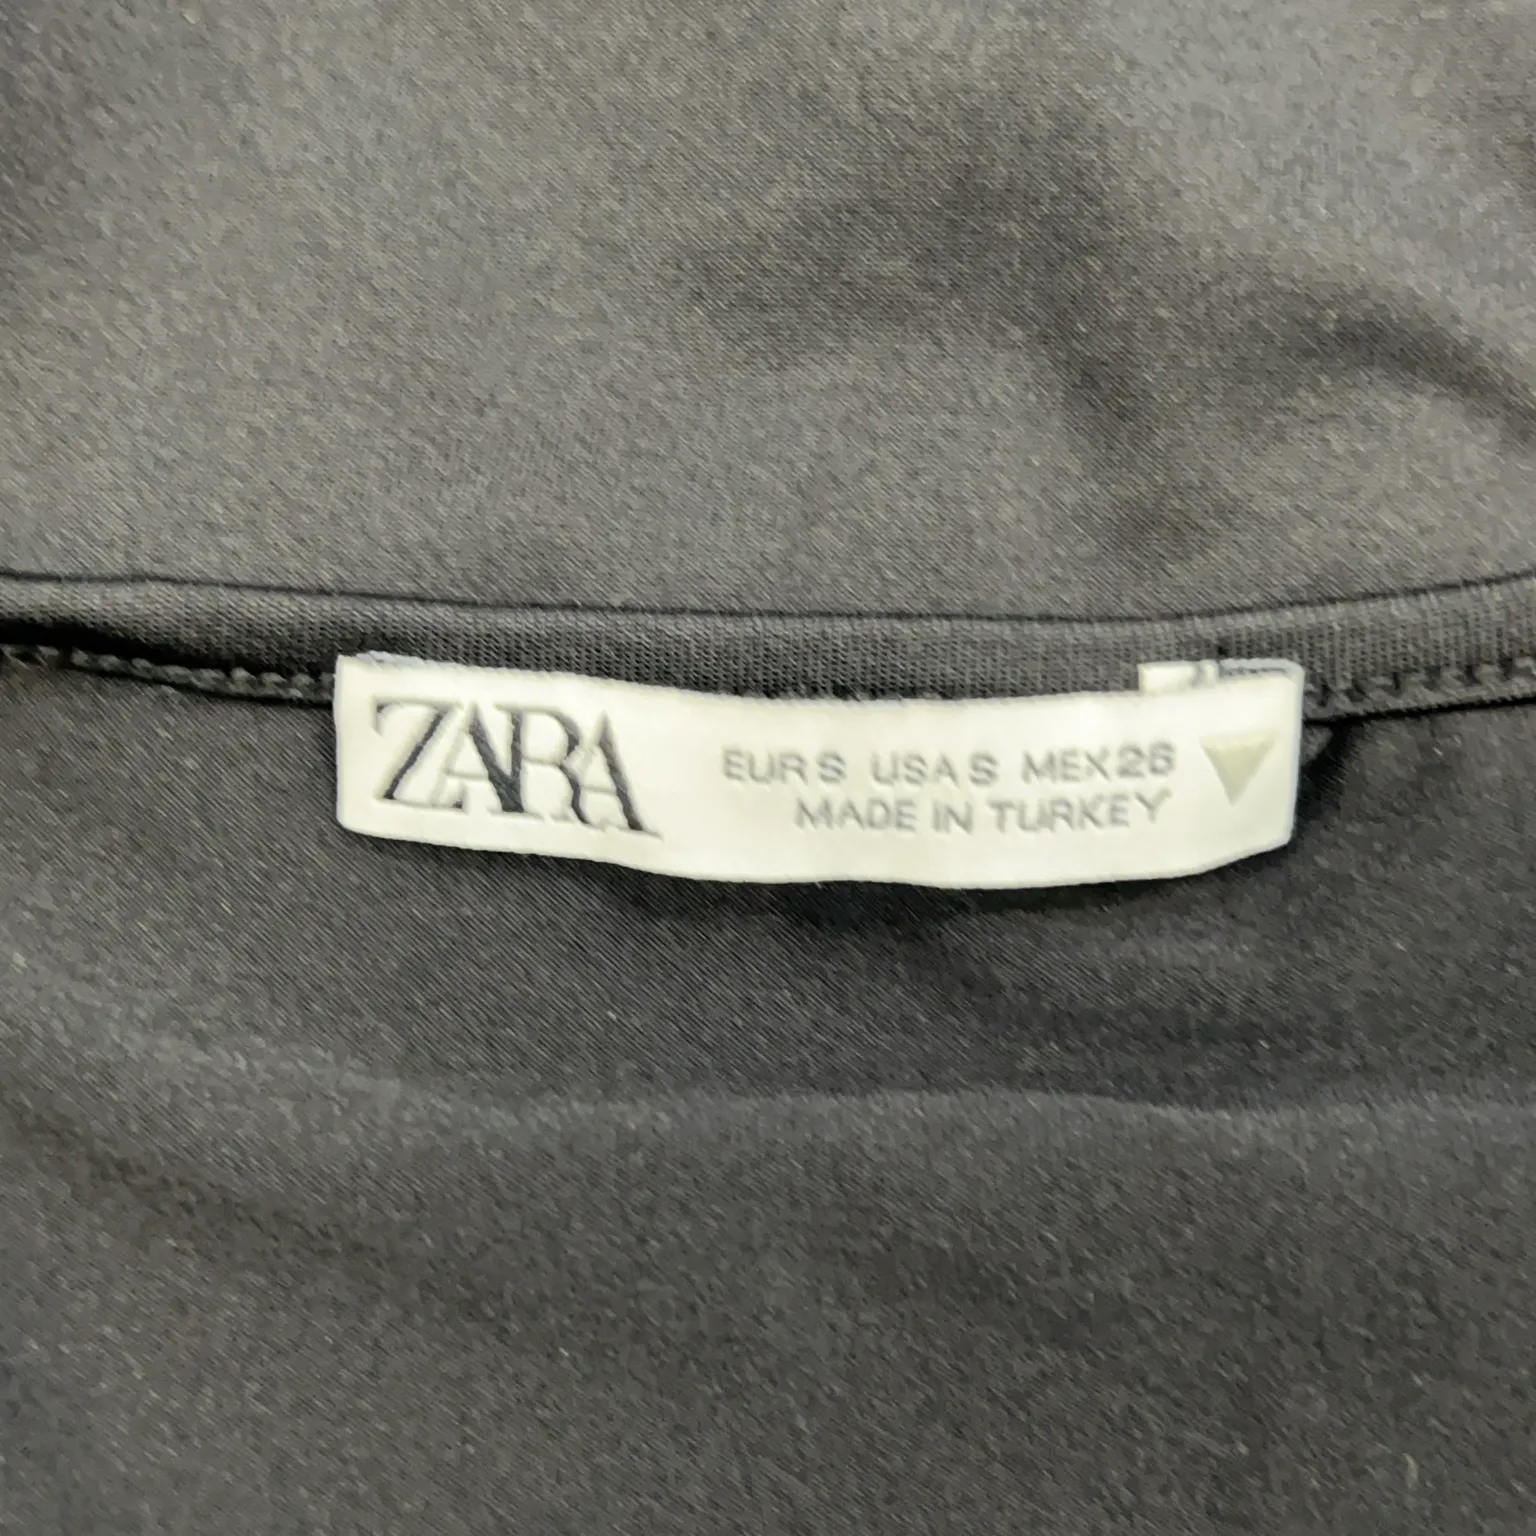 ZARA
EUR S USA S MEX 26
MADE IN TURKEY